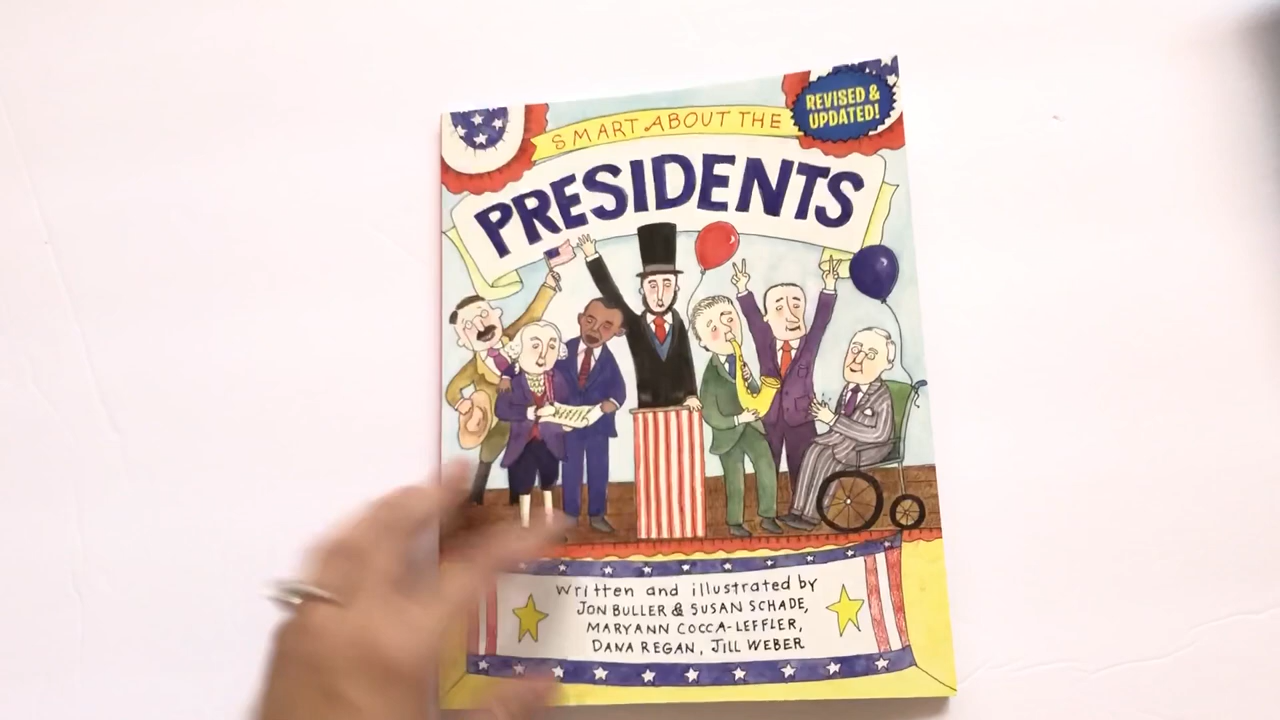 REVISED &
UPDATED!
SMART ABOUT THE
PRESIDENTS
written and illustrated by
JON BULLER & SUSAN SCHADE,
MARYANN COCCA-LEFFLER,
DANA REGAN, JILL WEBER